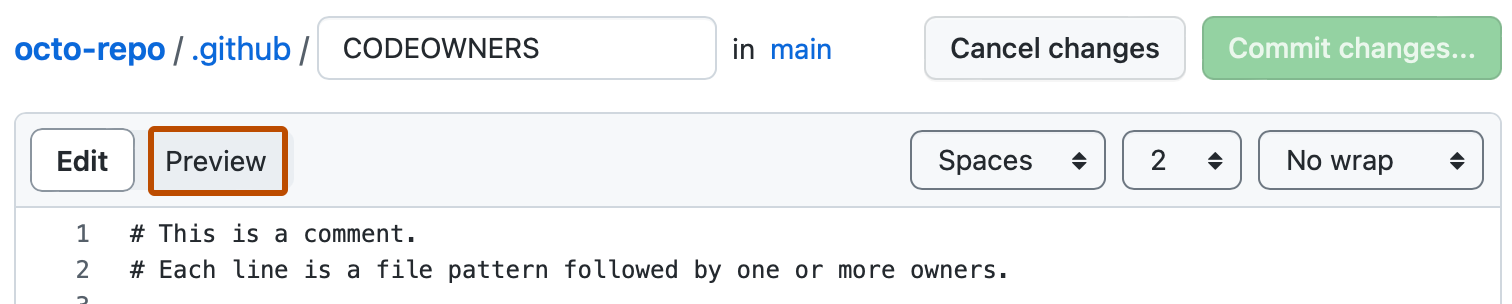 octo-repo / .github / CODEOWNERS in main Cancel changes Commit changes...
Edit Preview Spaces 2 No wrap
1 # This is a comment.
2 # Each line is a file pattern followed by one or more owners.